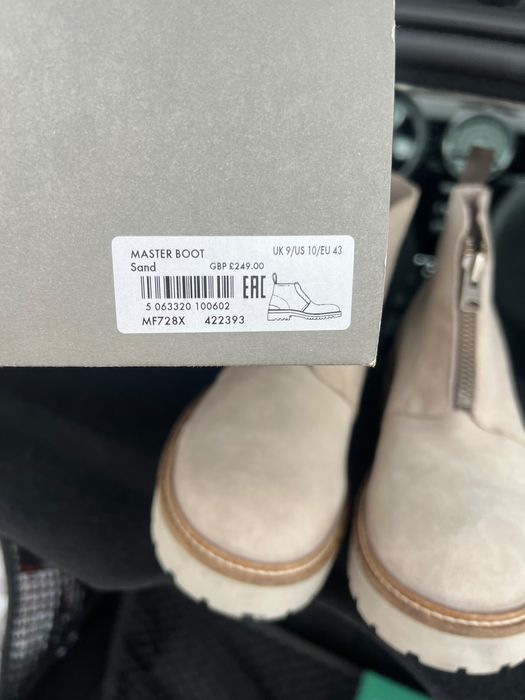 MASTER BOOT UK 9/US 10/EU 43
Sand GBP £249.00
EAC
5 063320 100602
MF728X 422393